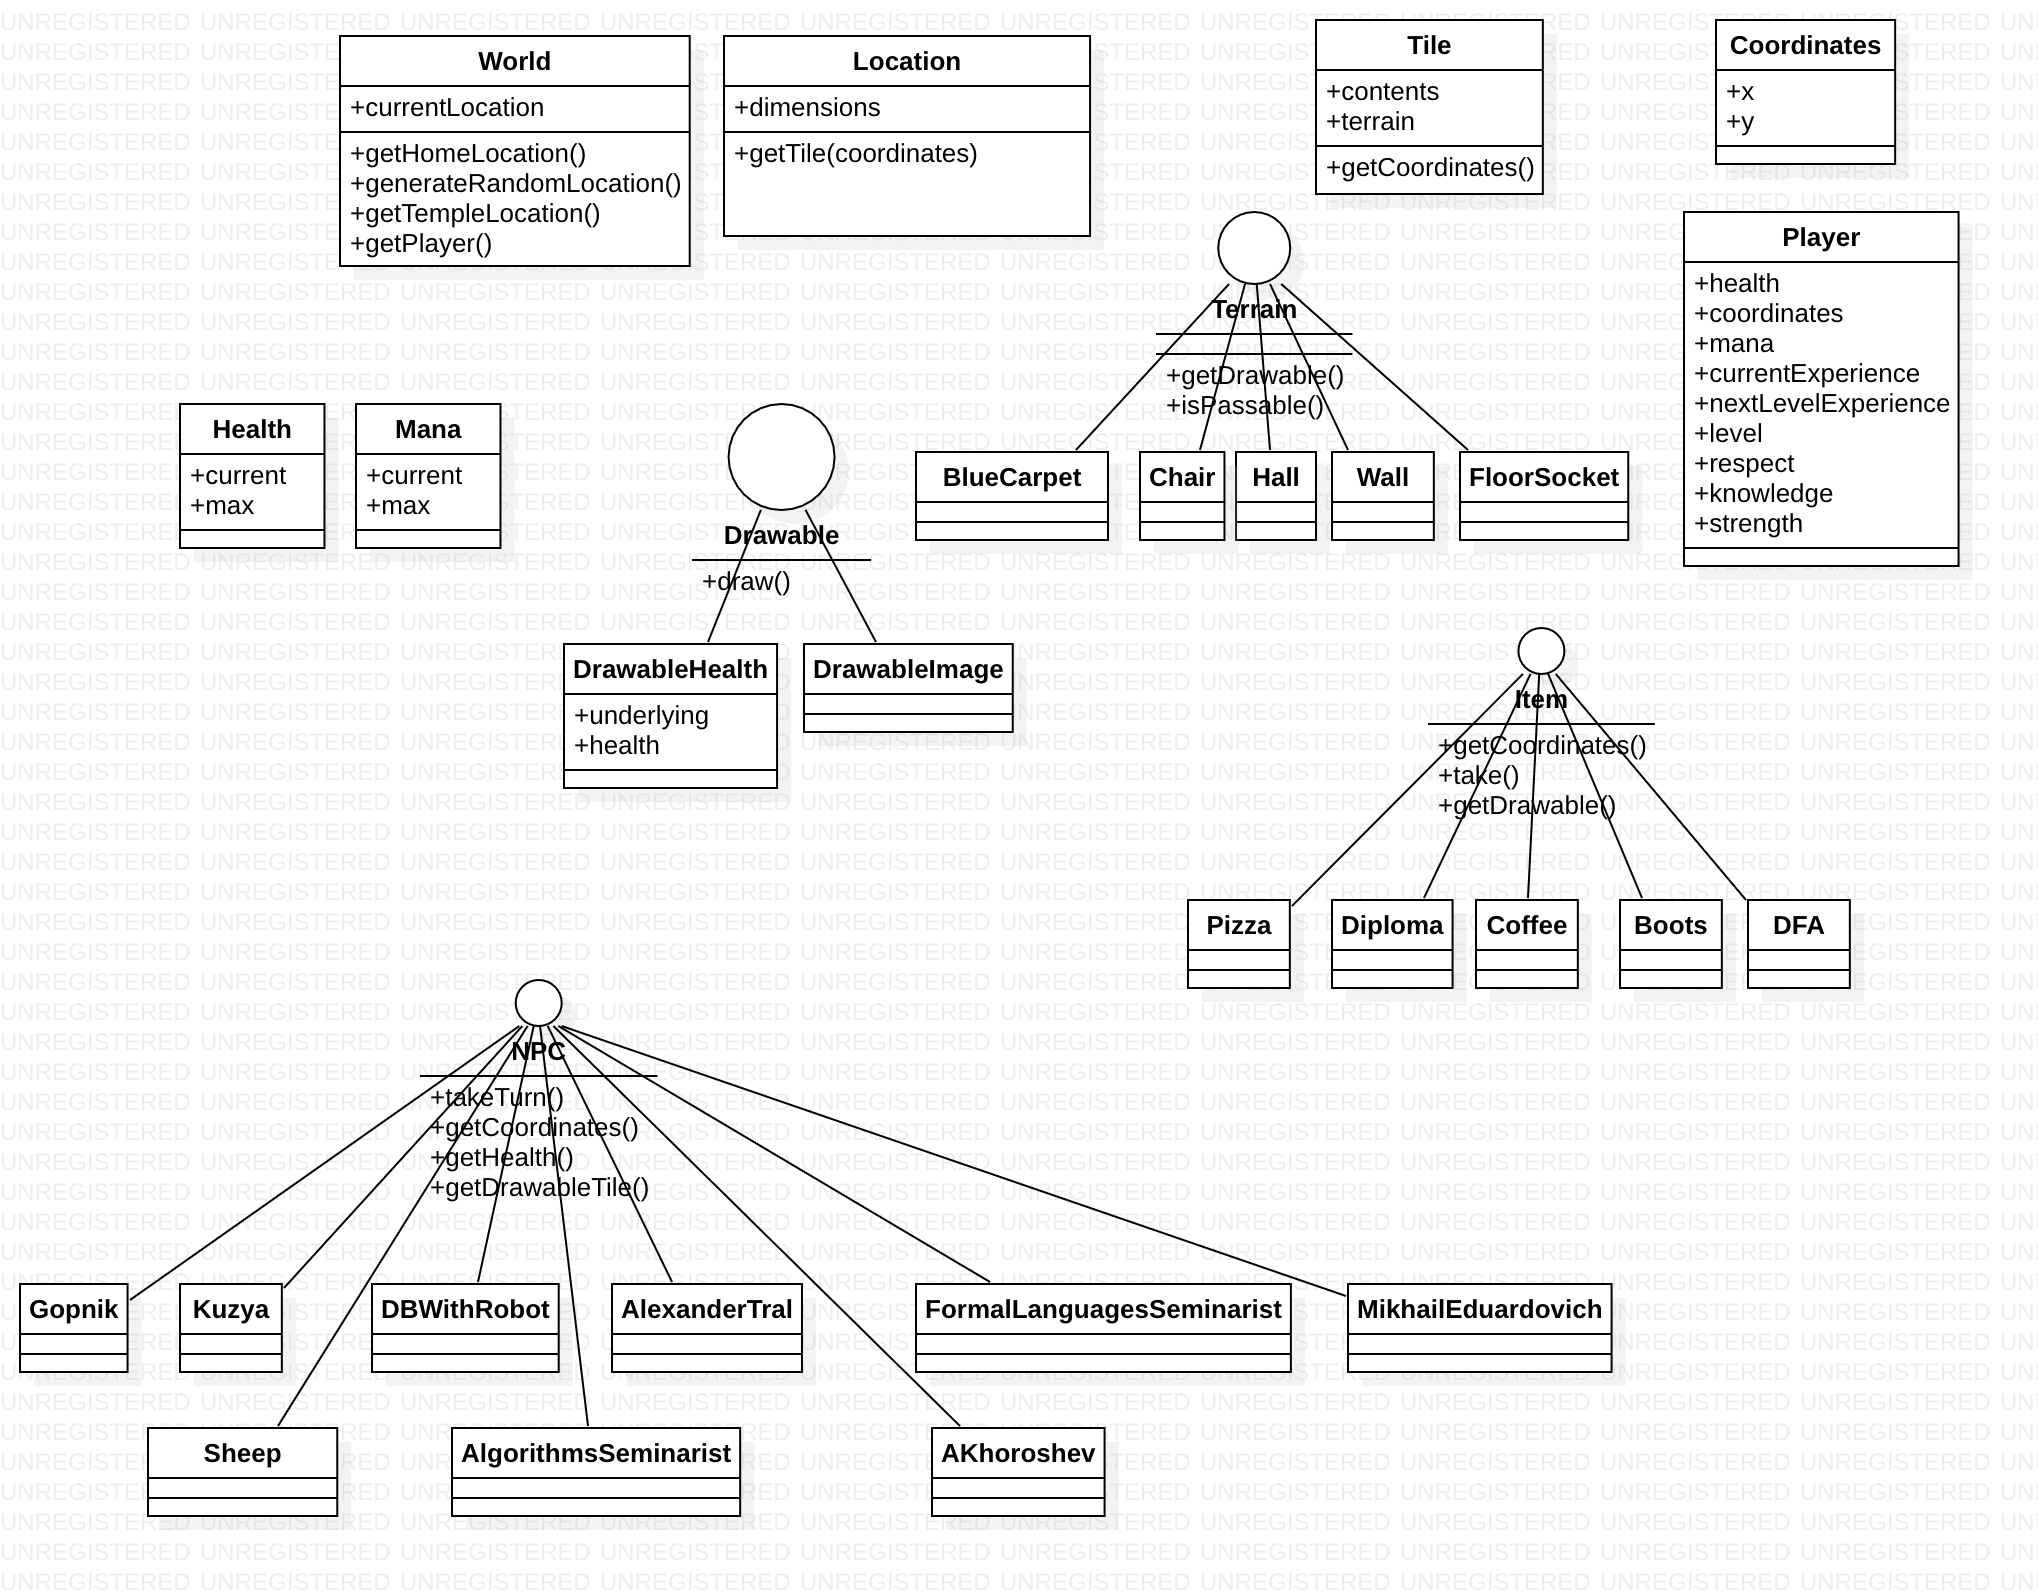 World
+currentLocation
+getHomeLocation()
+generateRandomLocation()
+getTempleLocation()
+getPlayer()
Location
+dimensions
+getTile(coordinates)
Tile
+contents
+terrain
+getCoordinates()
Coordinates
+x
+y
Player
+health
+coordinates
+mana
+currentExperience
+nextLevelExperience
+level
+respect
+knowledge
+strength
Terrain
+getDrawable()
+isPassable()
BlueCarpet
Chair
Hall
Wall
FloorSocket
Health
+current
+max
Mana
+current
+max
Drawable
+draw()
DrawableHealth
+underlying
+health
DrawableImage
Item
+getCoordinates()
+take()
+getDrawable()
Pizza
Diploma
Coffee
Boots
DFA
NPC
+takeTurn()
+getCoordinates()
+getHealth()
+getDrawableTile()
Gopnik
Kuzya
DBWithRobot
AlexanderTral
FormalLanguagesSeminarist
MikhailEduardovich
Sheep
AlgorithmsSeminarist
AKhoroshev
UNREGISTERED